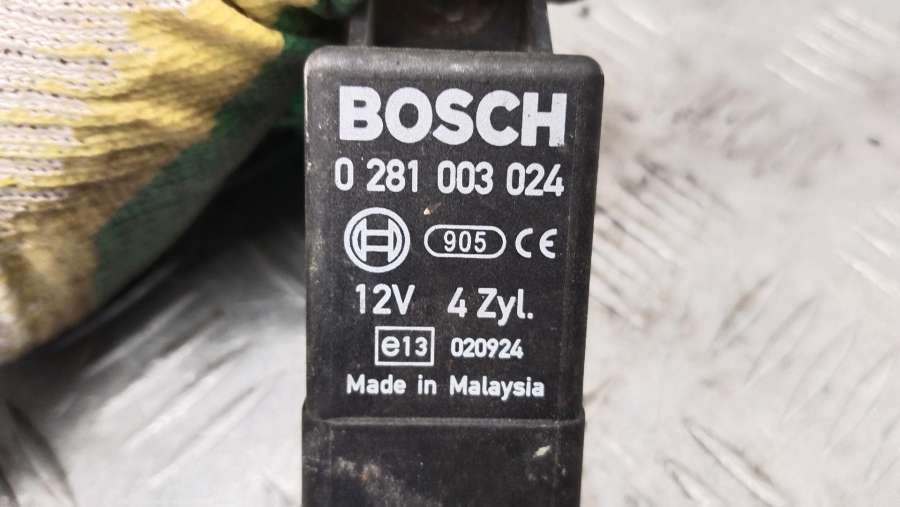 BOSCH
0 281 003 024
905 CE
12V 4 Zyl.
e13 020924
Made in Malaysia